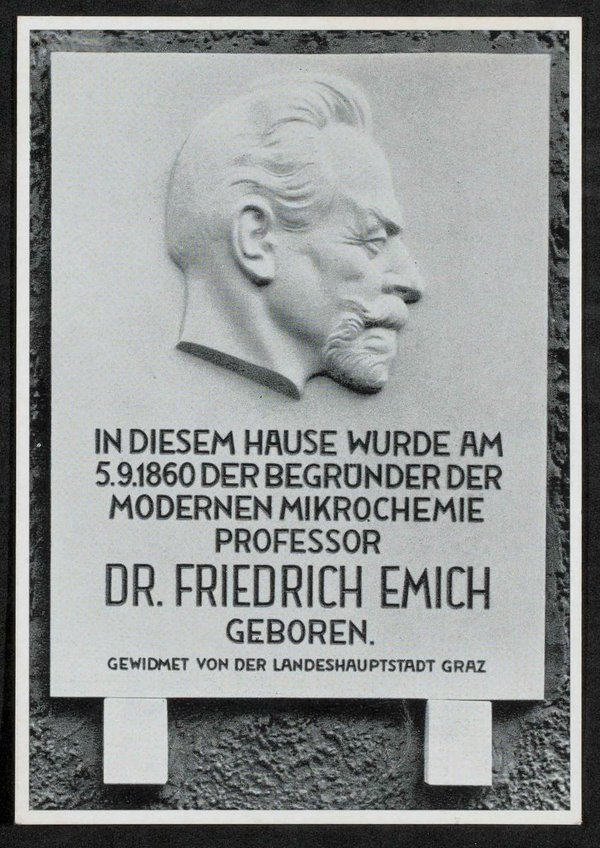 IN DIESEM HAUSE WURDE AM
5.9.1860 DER BEGRÜNDER DER
MODERNEN MIKROCHEMIE
PROFESSOR
DR. FRIEDRICH EMICH
GEBOREN.
GEWIDMET VON DER LANDESHAUPTSTADT GRAZ